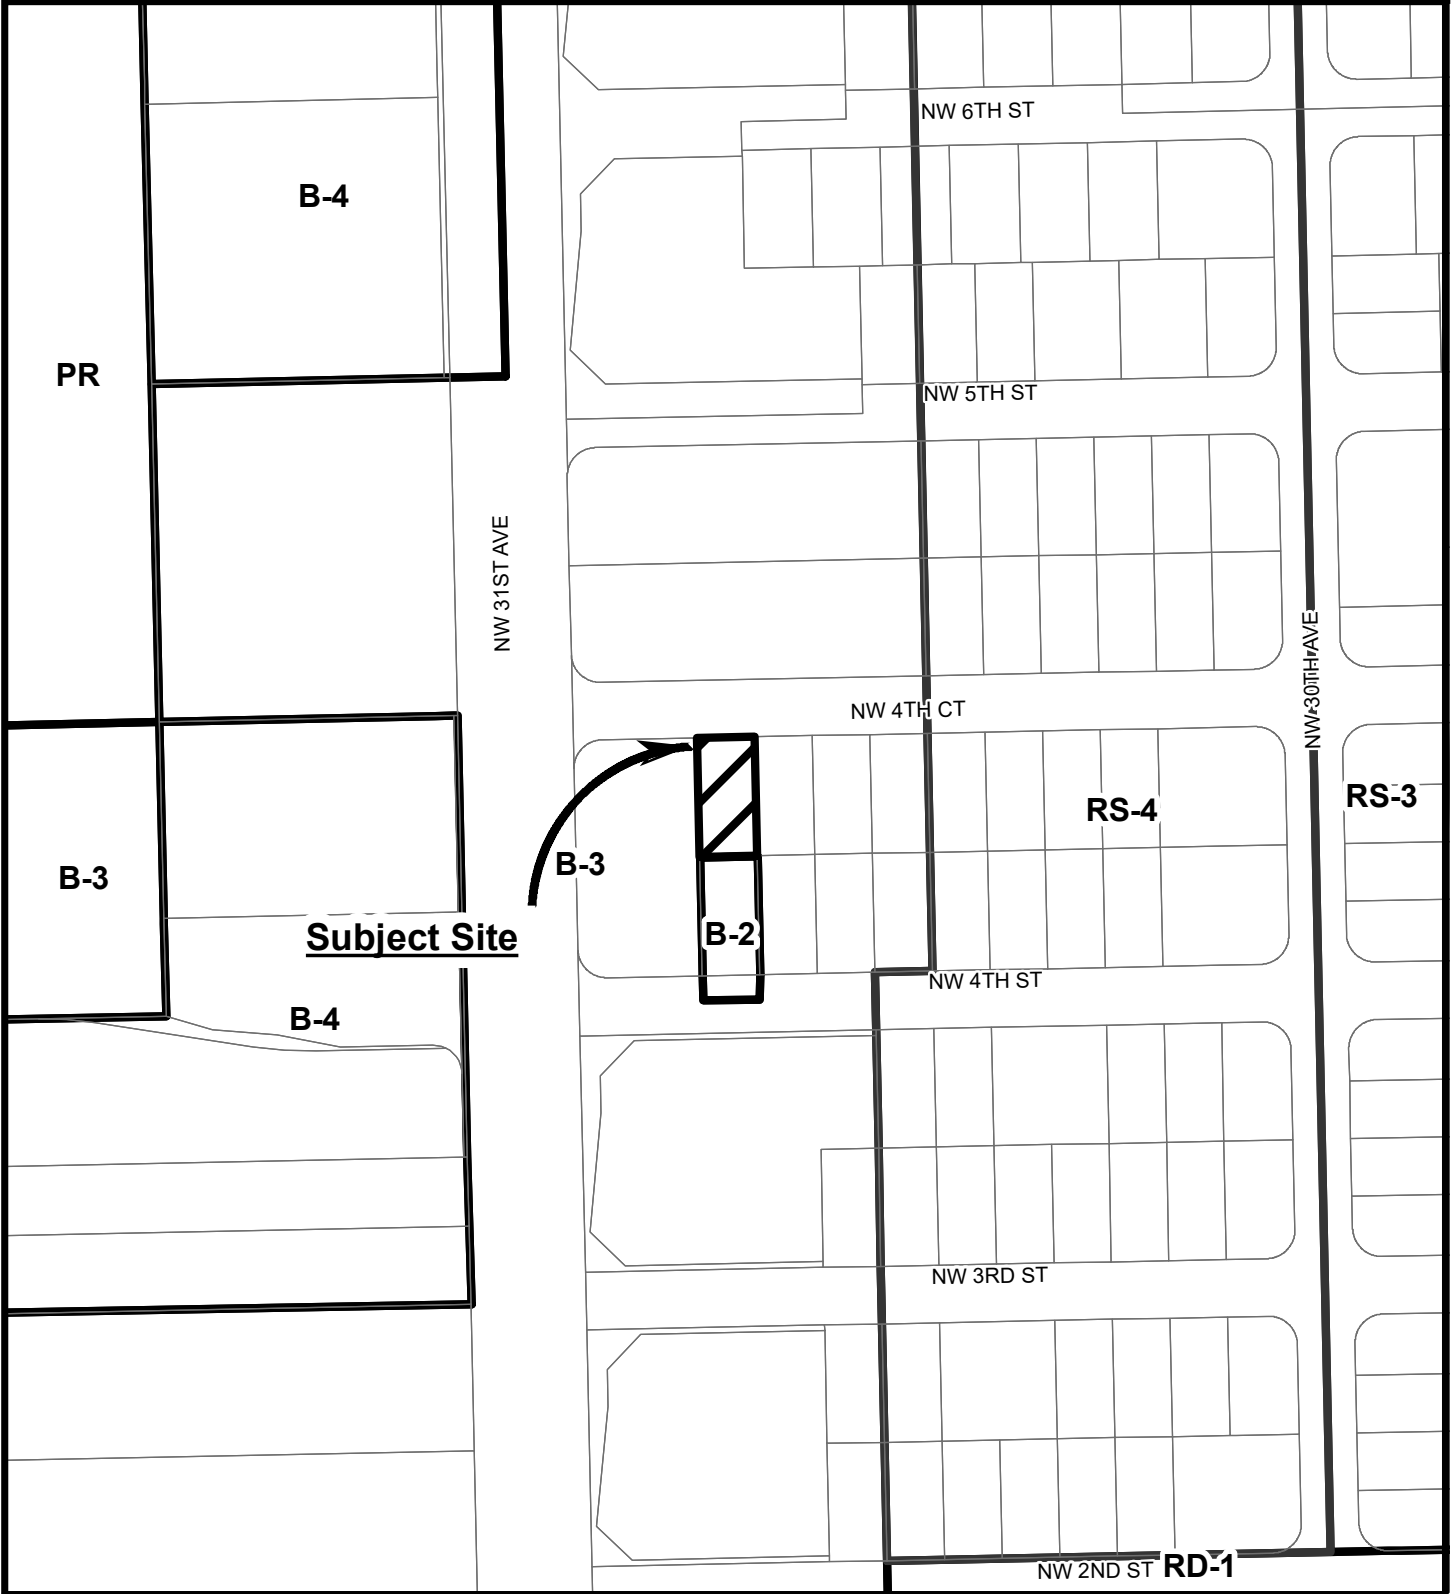 NW 6TH ST
B-4
PR
NW 5TH ST
NW 31ST AVE
NW 30TH AVE
NW 4TH CT
RS-3
RS-4
B-3
B-3
B-2
Subject Site
NW 4TH ST
B-4
NW 3RD ST
NW 2ND ST RD-1